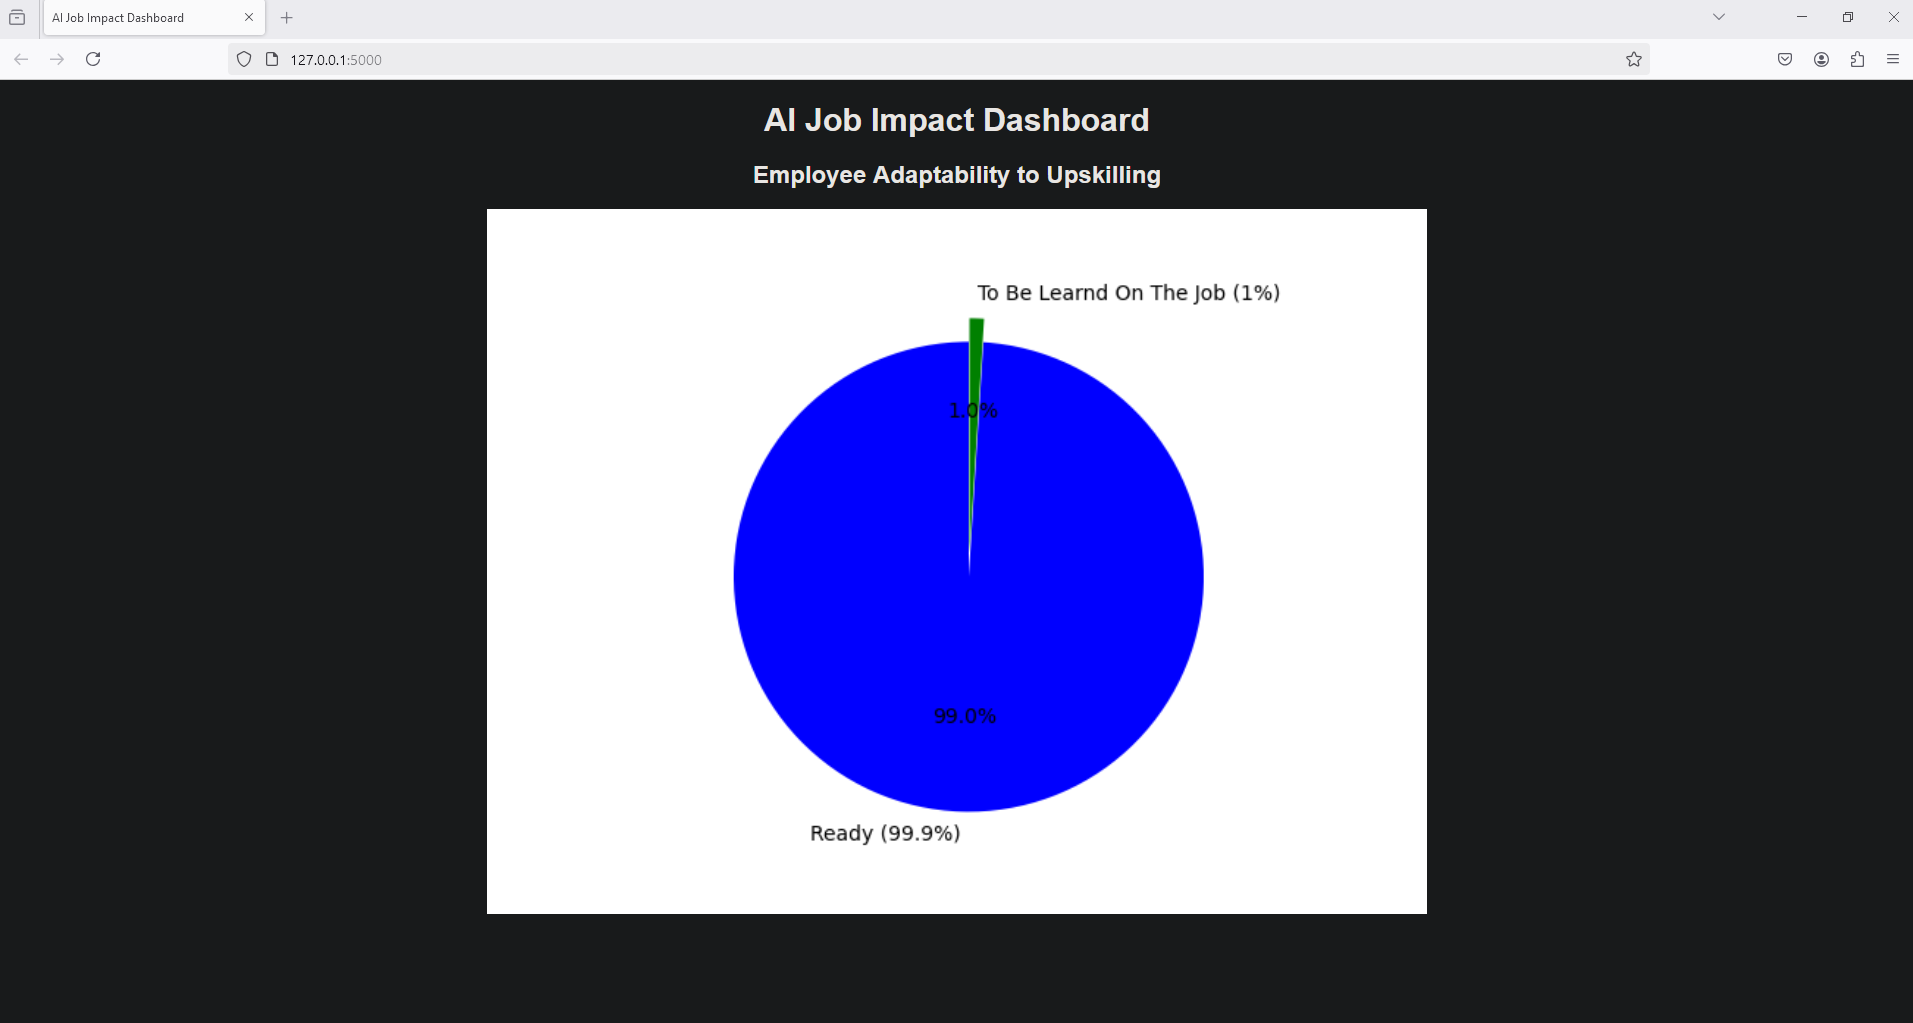 AI Job Impact Dashboard
127.0.0.1:5000
AI Job Impact Dashboard
Employee Adaptability to Upskilling
To Be Learnd On The Job (1%)
1.0%
99.0%
Ready (99.9%)